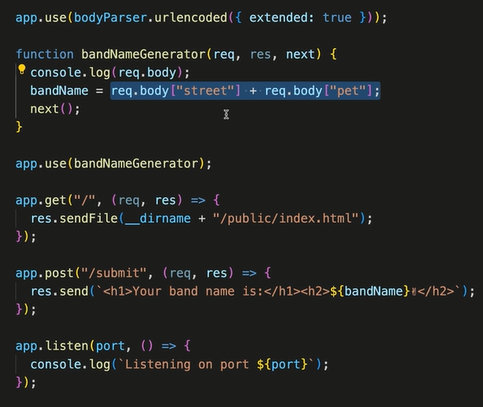 app.use(bodyParser.urlencoded({ extended: true }));
function bandNameGenerator(req, res, next) {
console.log(req.body);
bandName = req.body["street"] + req.body["pet"];
next();
}
app.use(bandNameGenerator);
app.get("/", (req, res) => {
res.sendFile(__dirname + "/public/index.html");
});
app.post("/submit", (req, res) => {
res.send(`<h1>Your band name is:</h1><h2>${bandName}✌</h2>`);
});
app.listen(port, () => {
console.log(`Listening on port ${port}`);
});